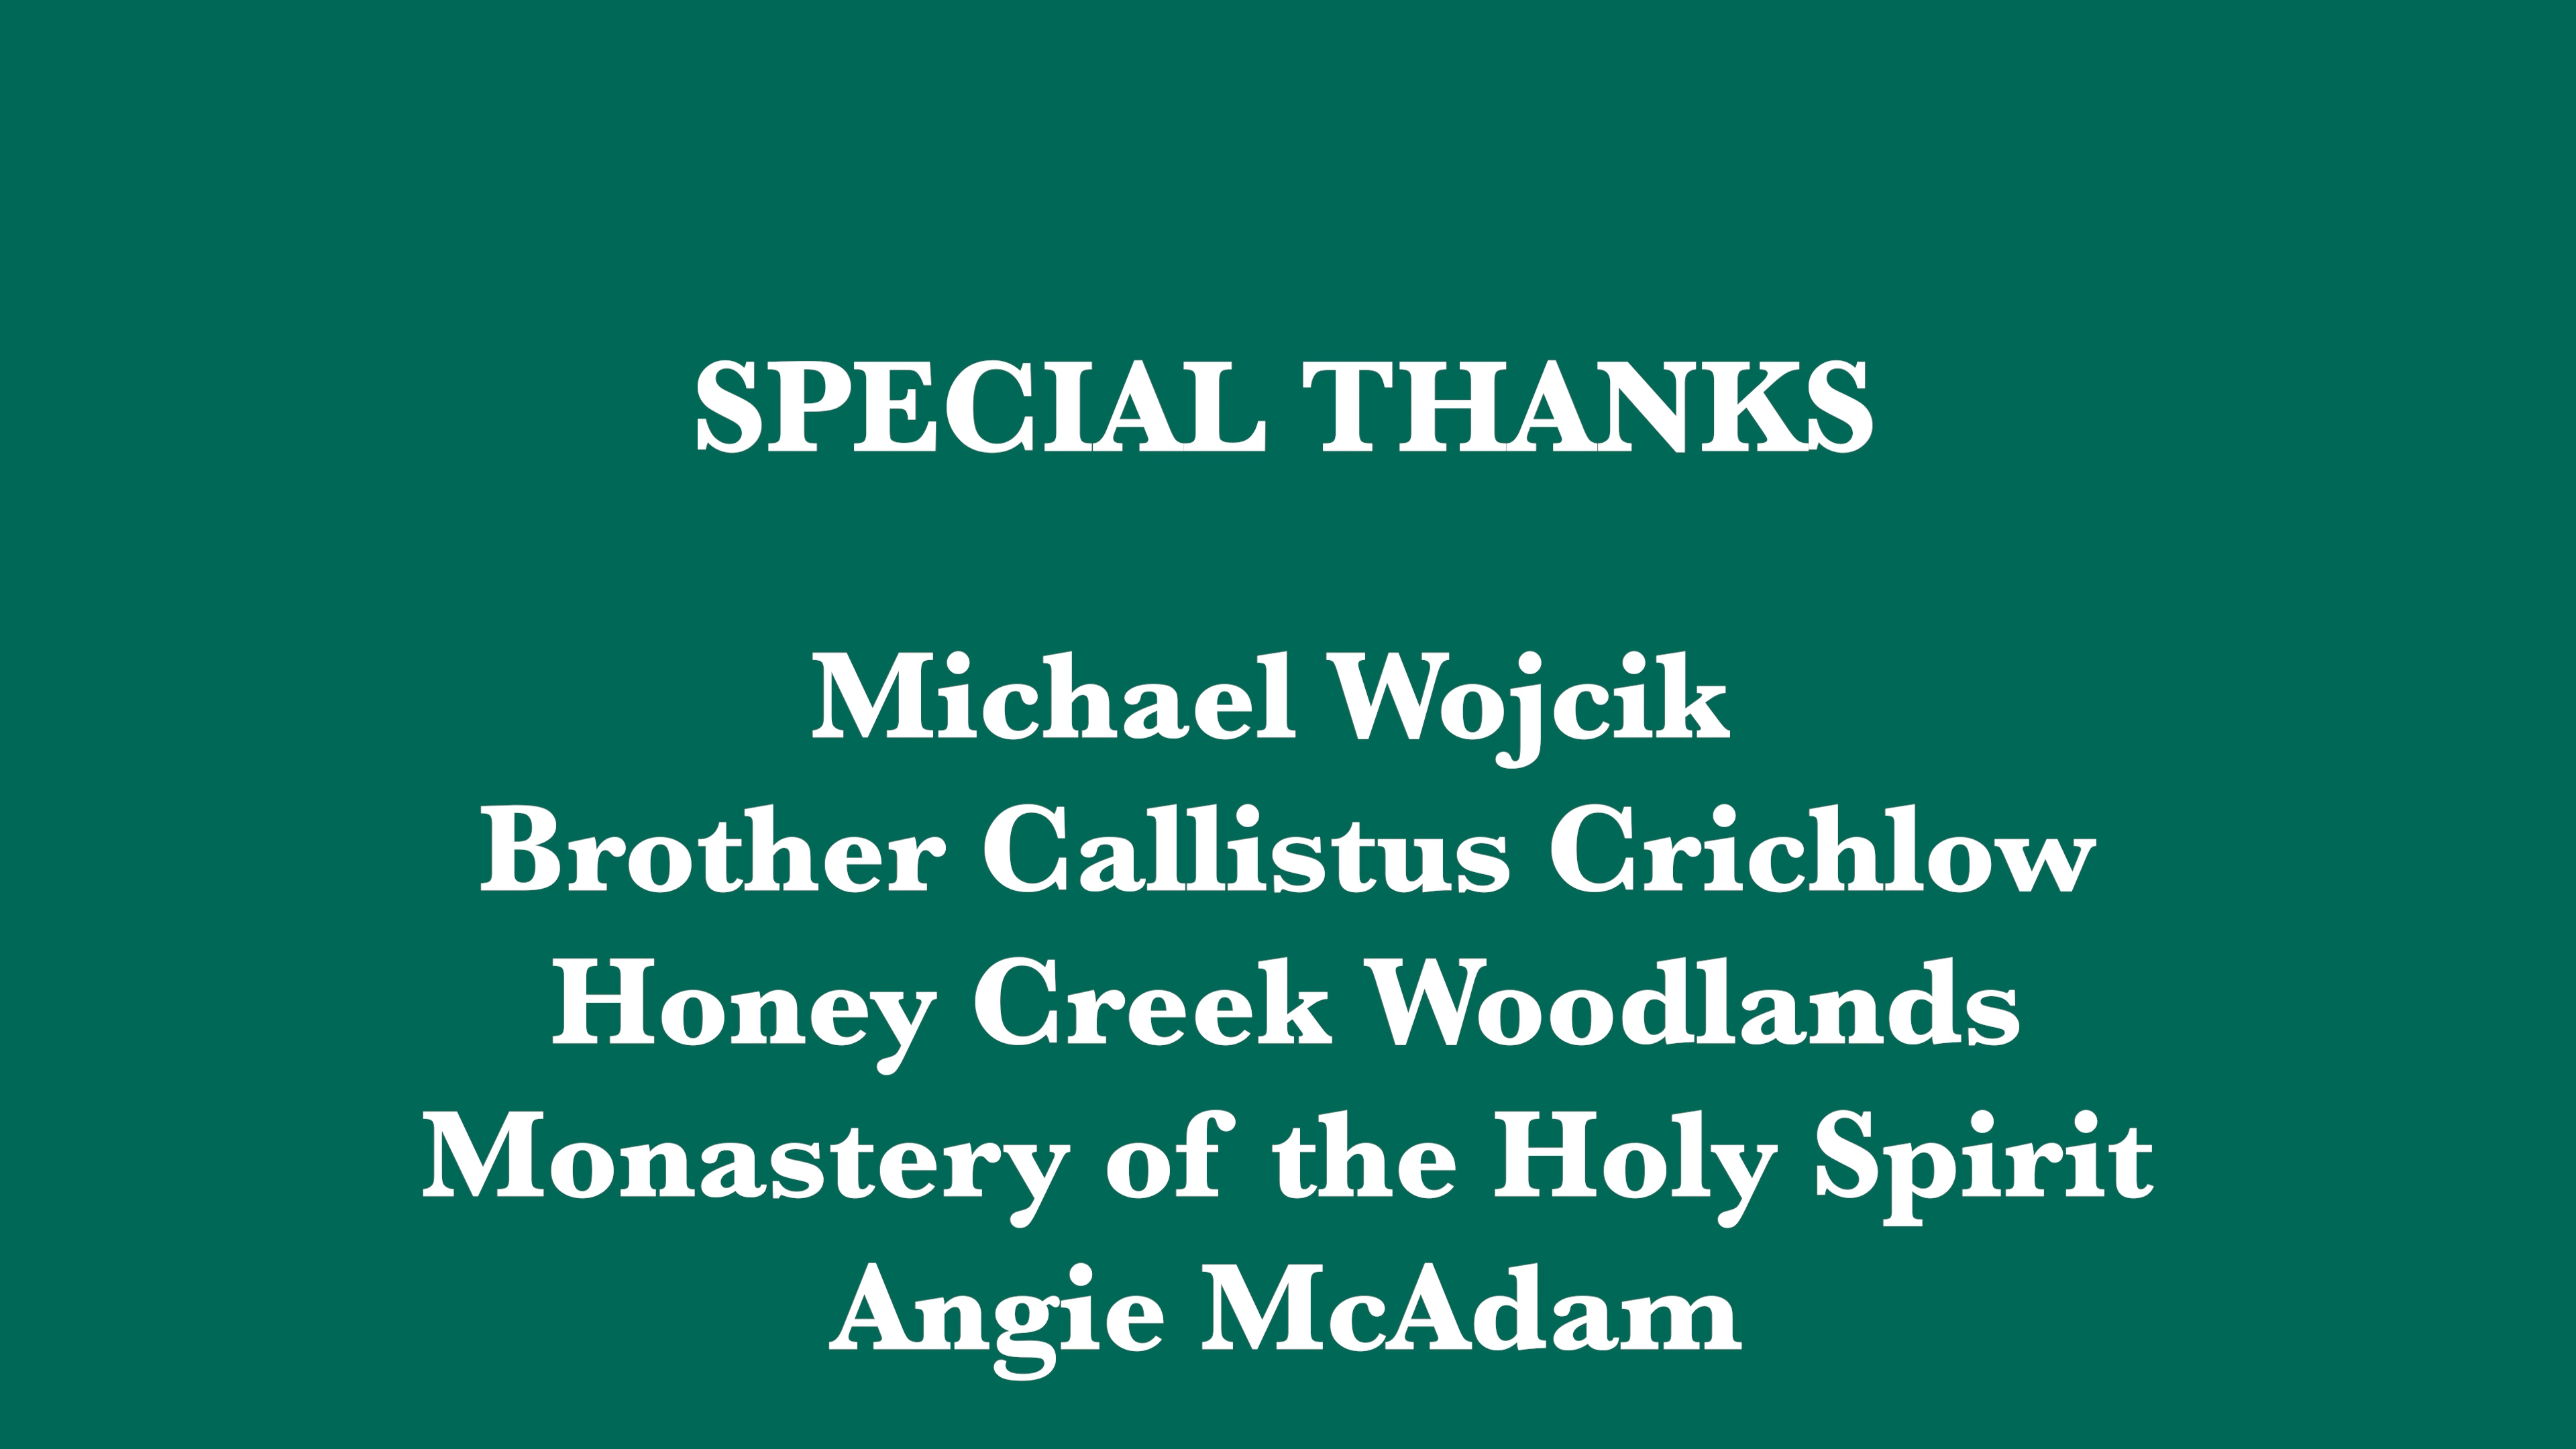 SPECIAL THANKS
Michael Wojcik
Brother Callistus Crichlow
Honey Creek Woodlands
Monastery of the Holy Spirit
Angie McAdam